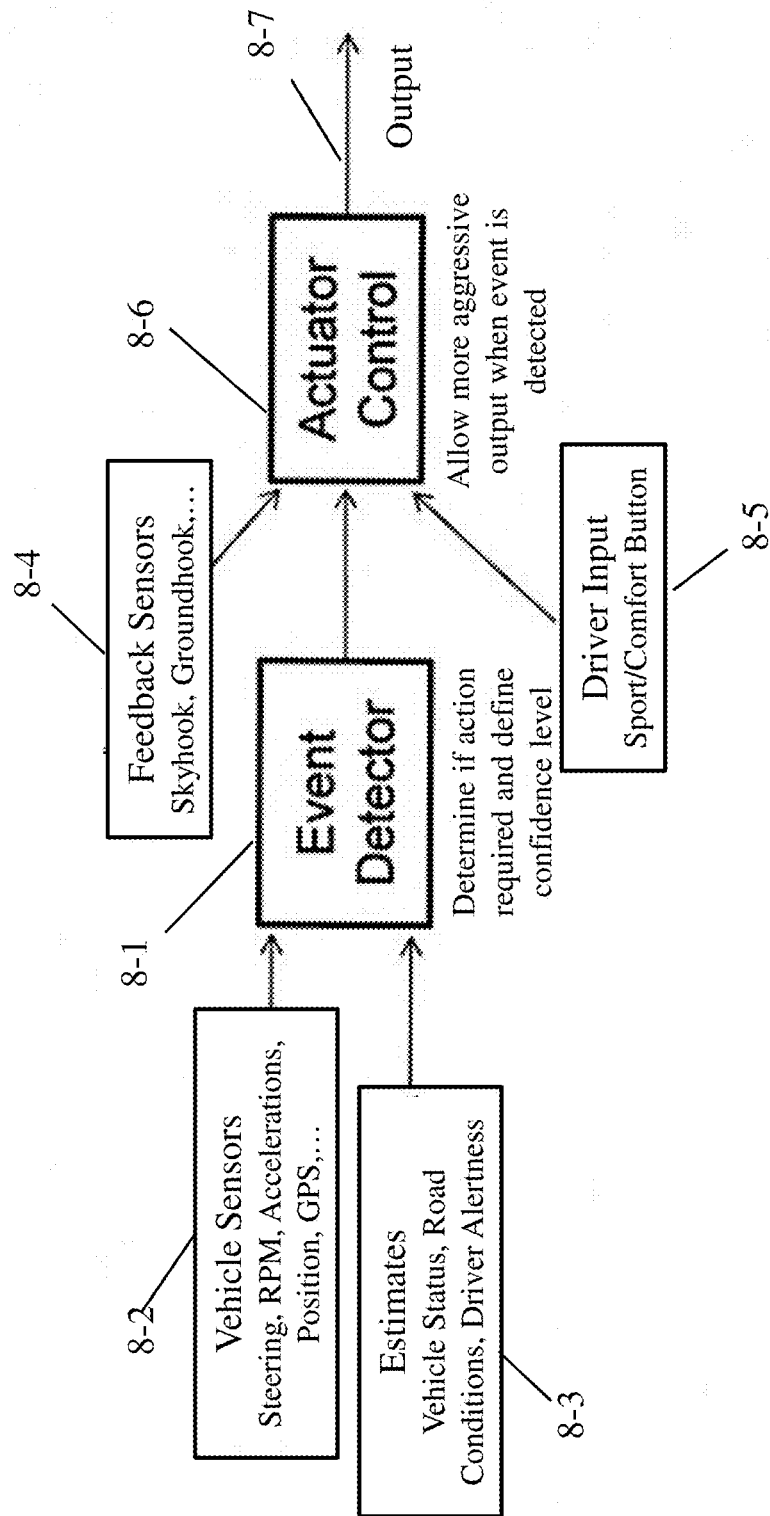 8-2
Vehicle Sensors
Steering, RPM, Accelerations,
Position, GPS,...
Estimates
Vehicle Status, Road
Conditions, Driver Alertness
8-3
8-1
Event
Detector
Determine if action
required and define
confidence level
8-4
Feedback Sensors
Skyhook, Groundhook,...
Driver Input
Sport/Comfort Button
8-5
8-6
Actuator
Control
Allow more aggressive
output when event is
detected
8-7
Output